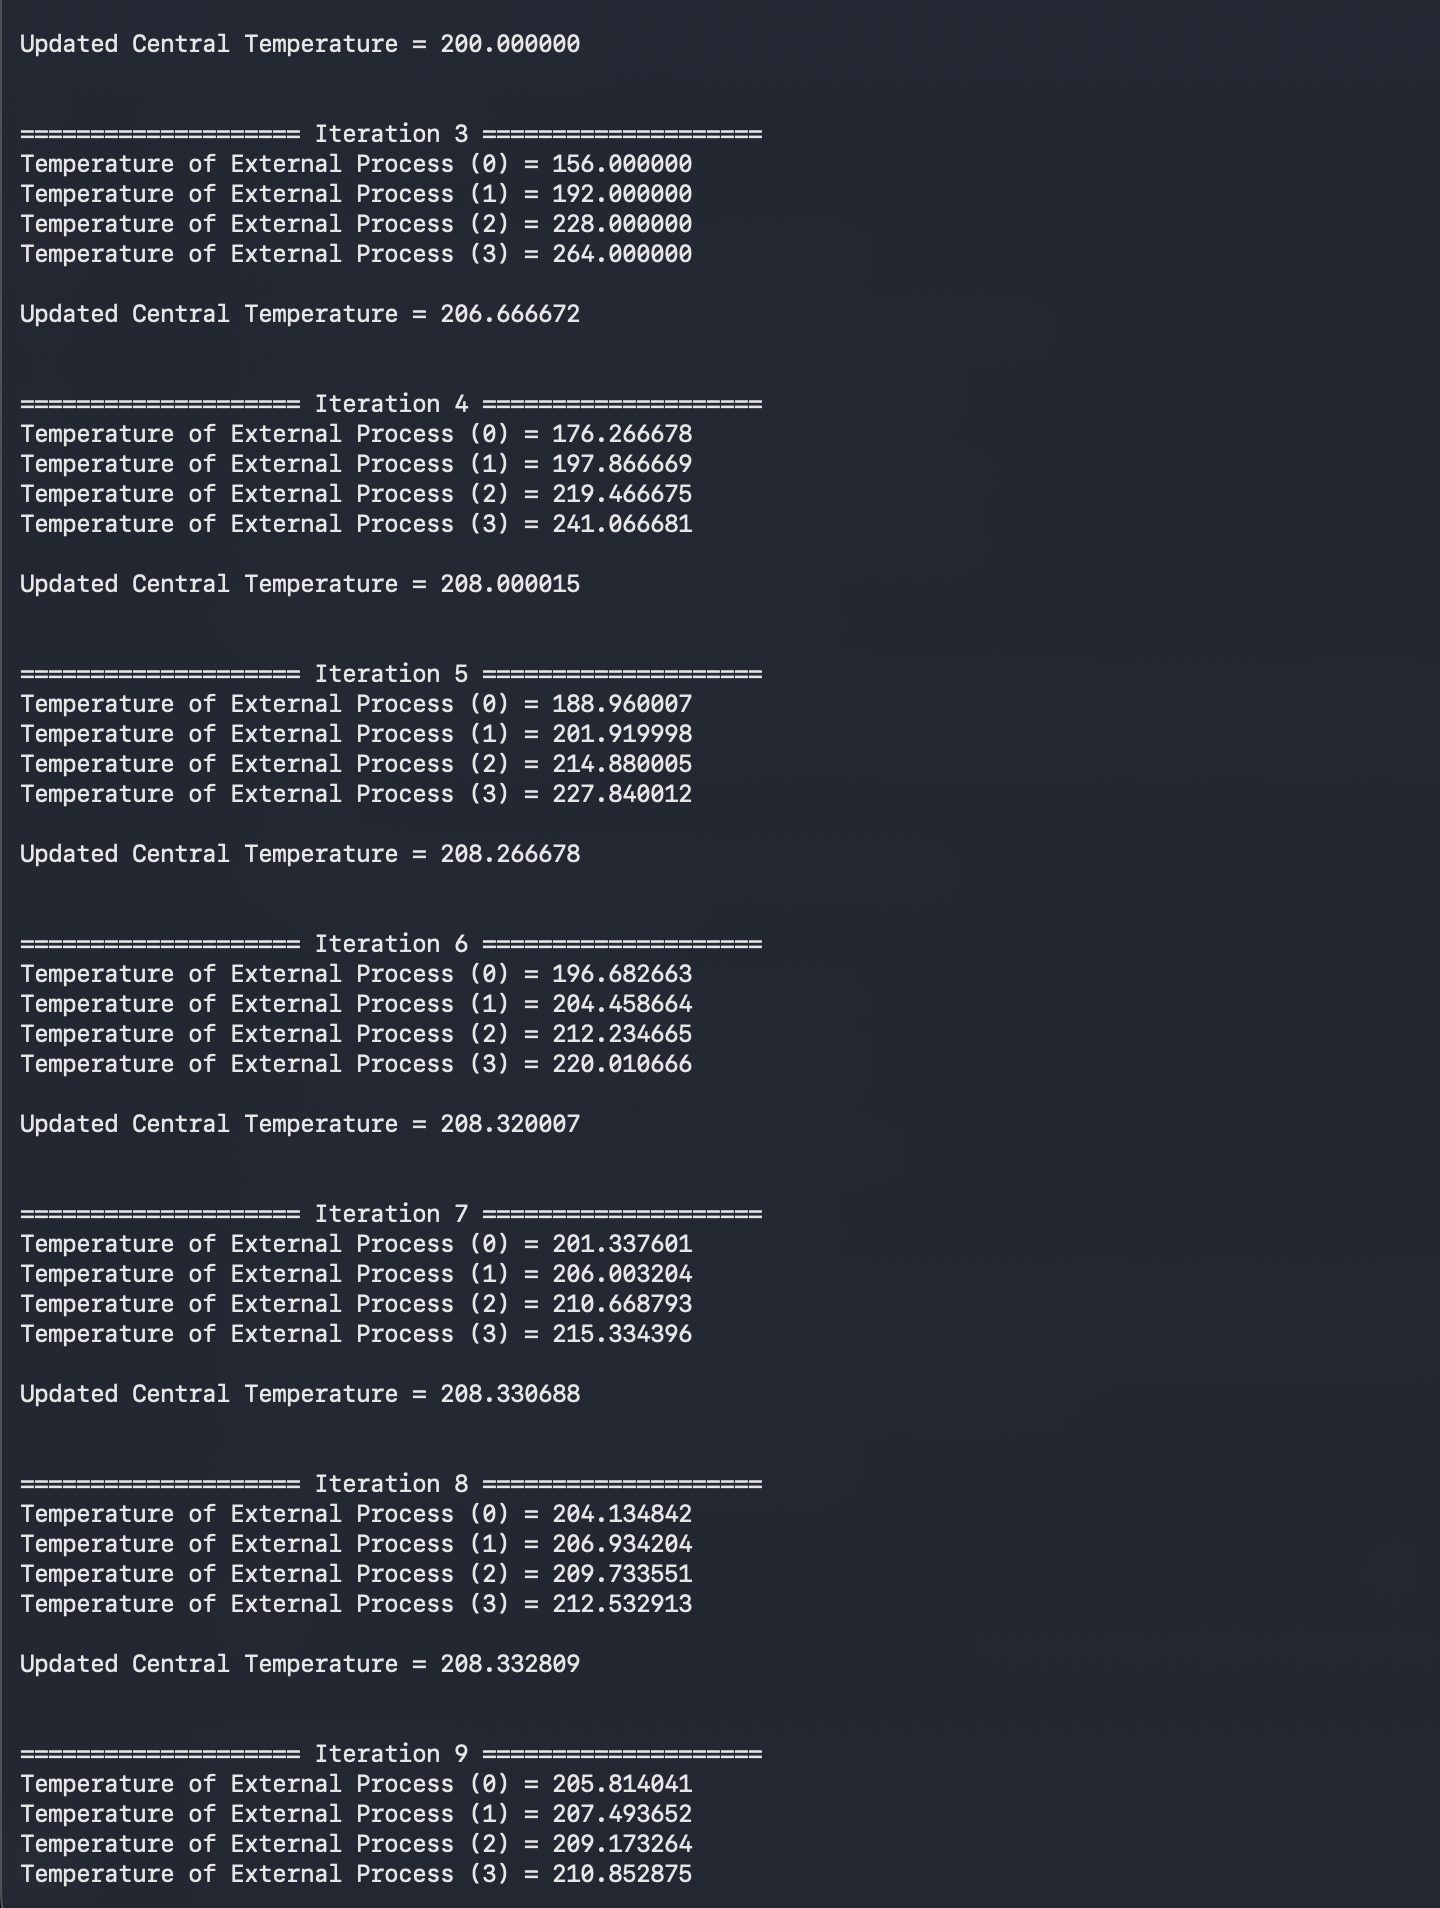 Updated Central Temperature = 200.000000
==================== Iteration 3 ====================
Temperature of External Process (0) = 156.000000
Temperature of External Process (1) = 192.000000
Temperature of External Process (2) = 228.000000
Temperature of External Process (3) = 264.000000
Updated Central Temperature = 206.666672
==================== Iteration 4 ====================
Temperature of External Process (0) = 176.266678
Temperature of External Process (1) = 197.866669
Temperature of External Process (2) = 219.466675
Temperature of External Process (3) = 241.066681
Updated Central Temperature = 208.000015
==================== Iteration 5 ====================
Temperature of External Process (0) = 188.960007
Temperature of External Process (1) = 201.919998
Temperature of External Process (2) = 214.880005
Temperature of External Process (3) = 227.840012
Updated Central Temperature = 208.266678
==================== Iteration 6 ====================
Temperature of External Process (0) = 196.682663
Temperature of External Process (1) = 204.458664
Temperature of External Process (2) = 212.234665
Temperature of External Process (3) = 220.010666
Updated Central Temperature = 208.320007
==================== Iteration 7 ====================
Temperature of External Process (0) = 201.337601
Temperature of External Process (1) = 206.003204
Temperature of External Process (2) = 210.668793
Temperature of External Process (3) = 215.334396
Updated Central Temperature = 208.330688
==================== Iteration 8 ====================
Temperature of External Process (0) = 204.134842
Temperature of External Process (1) = 206.934204
Temperature of External Process (2) = 209.733551
Temperature of External Process (3) = 212.532913
Updated Central Temperature = 208.332809
==================== Iteration 9 ====================
Temperature of External Process (0) = 205.814041
Temperature of External Process (1) = 207.493652
Temperature of External Process (2) = 209.173264
Temperature of External Process (3) = 210.852875